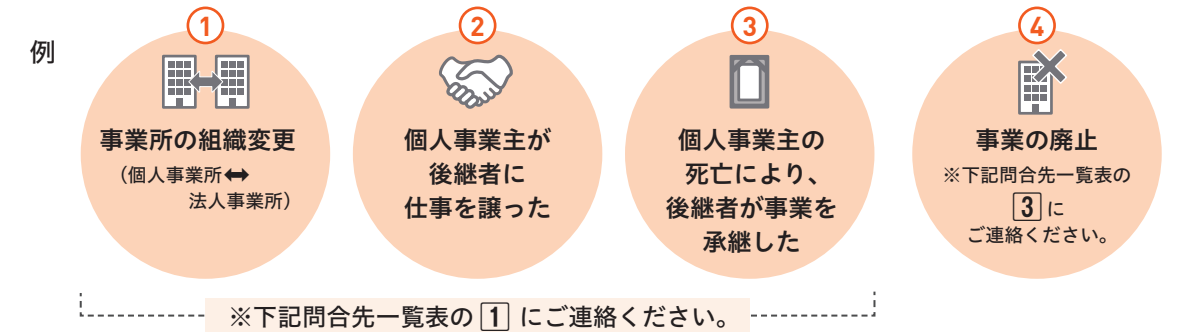 例
①
事業所の組織変更
(個人事業所⬌
法人事業所)
②
個人事業主が
後継者に
仕事を譲った
③
個人事業主の
死亡により、
後継者が事業を
承継した
④
事業の廃止
※下記問合先一覧表の
3に
ご連絡ください。
※下記問合先一覧表の 1 にご連絡ください。